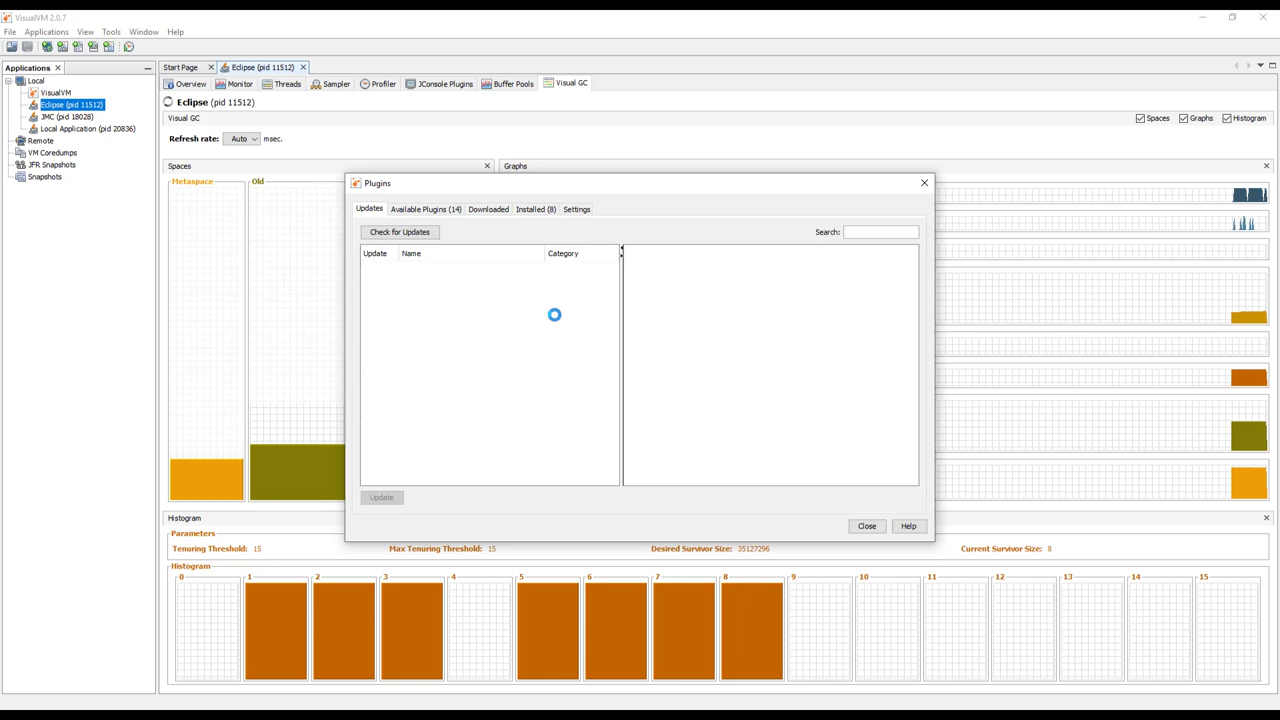 VisualVM 2.0.7
File Applications View Tools Window Help
Applications
Start Page
Eclipse (pid 11512)
Local
VisualVM
Eclipse (pid 11512)
JMC (pid 18028)
Local Application (pid 20836)
Remote
VM Coredumps
JFR Snapshots
Snapshots
Overview Monitor Threads Sampler Profiler JConsole Plugins Buffer Pools Visual GC
Eclipse (pid 11512)
Visual GC
Spaces Graphs Histogram
Refresh rate: Auto msec.
Spaces
Graphs
Metaspace
Old
Plugins
Updates Available Plugins (14) Downloaded Installed (8) Settings
Check for Updates
Search:
Update Name Category
Update
Close Help
Histogram
Parameters
Tenuring Threshold: 15 Max Tenuring Threshold: 15 Desired Survivor Size: 35127296 Current Survivor Size: 8
Histogram
0 1 2 3 4 5 6 7 8 9 10 11 12 13 14 15